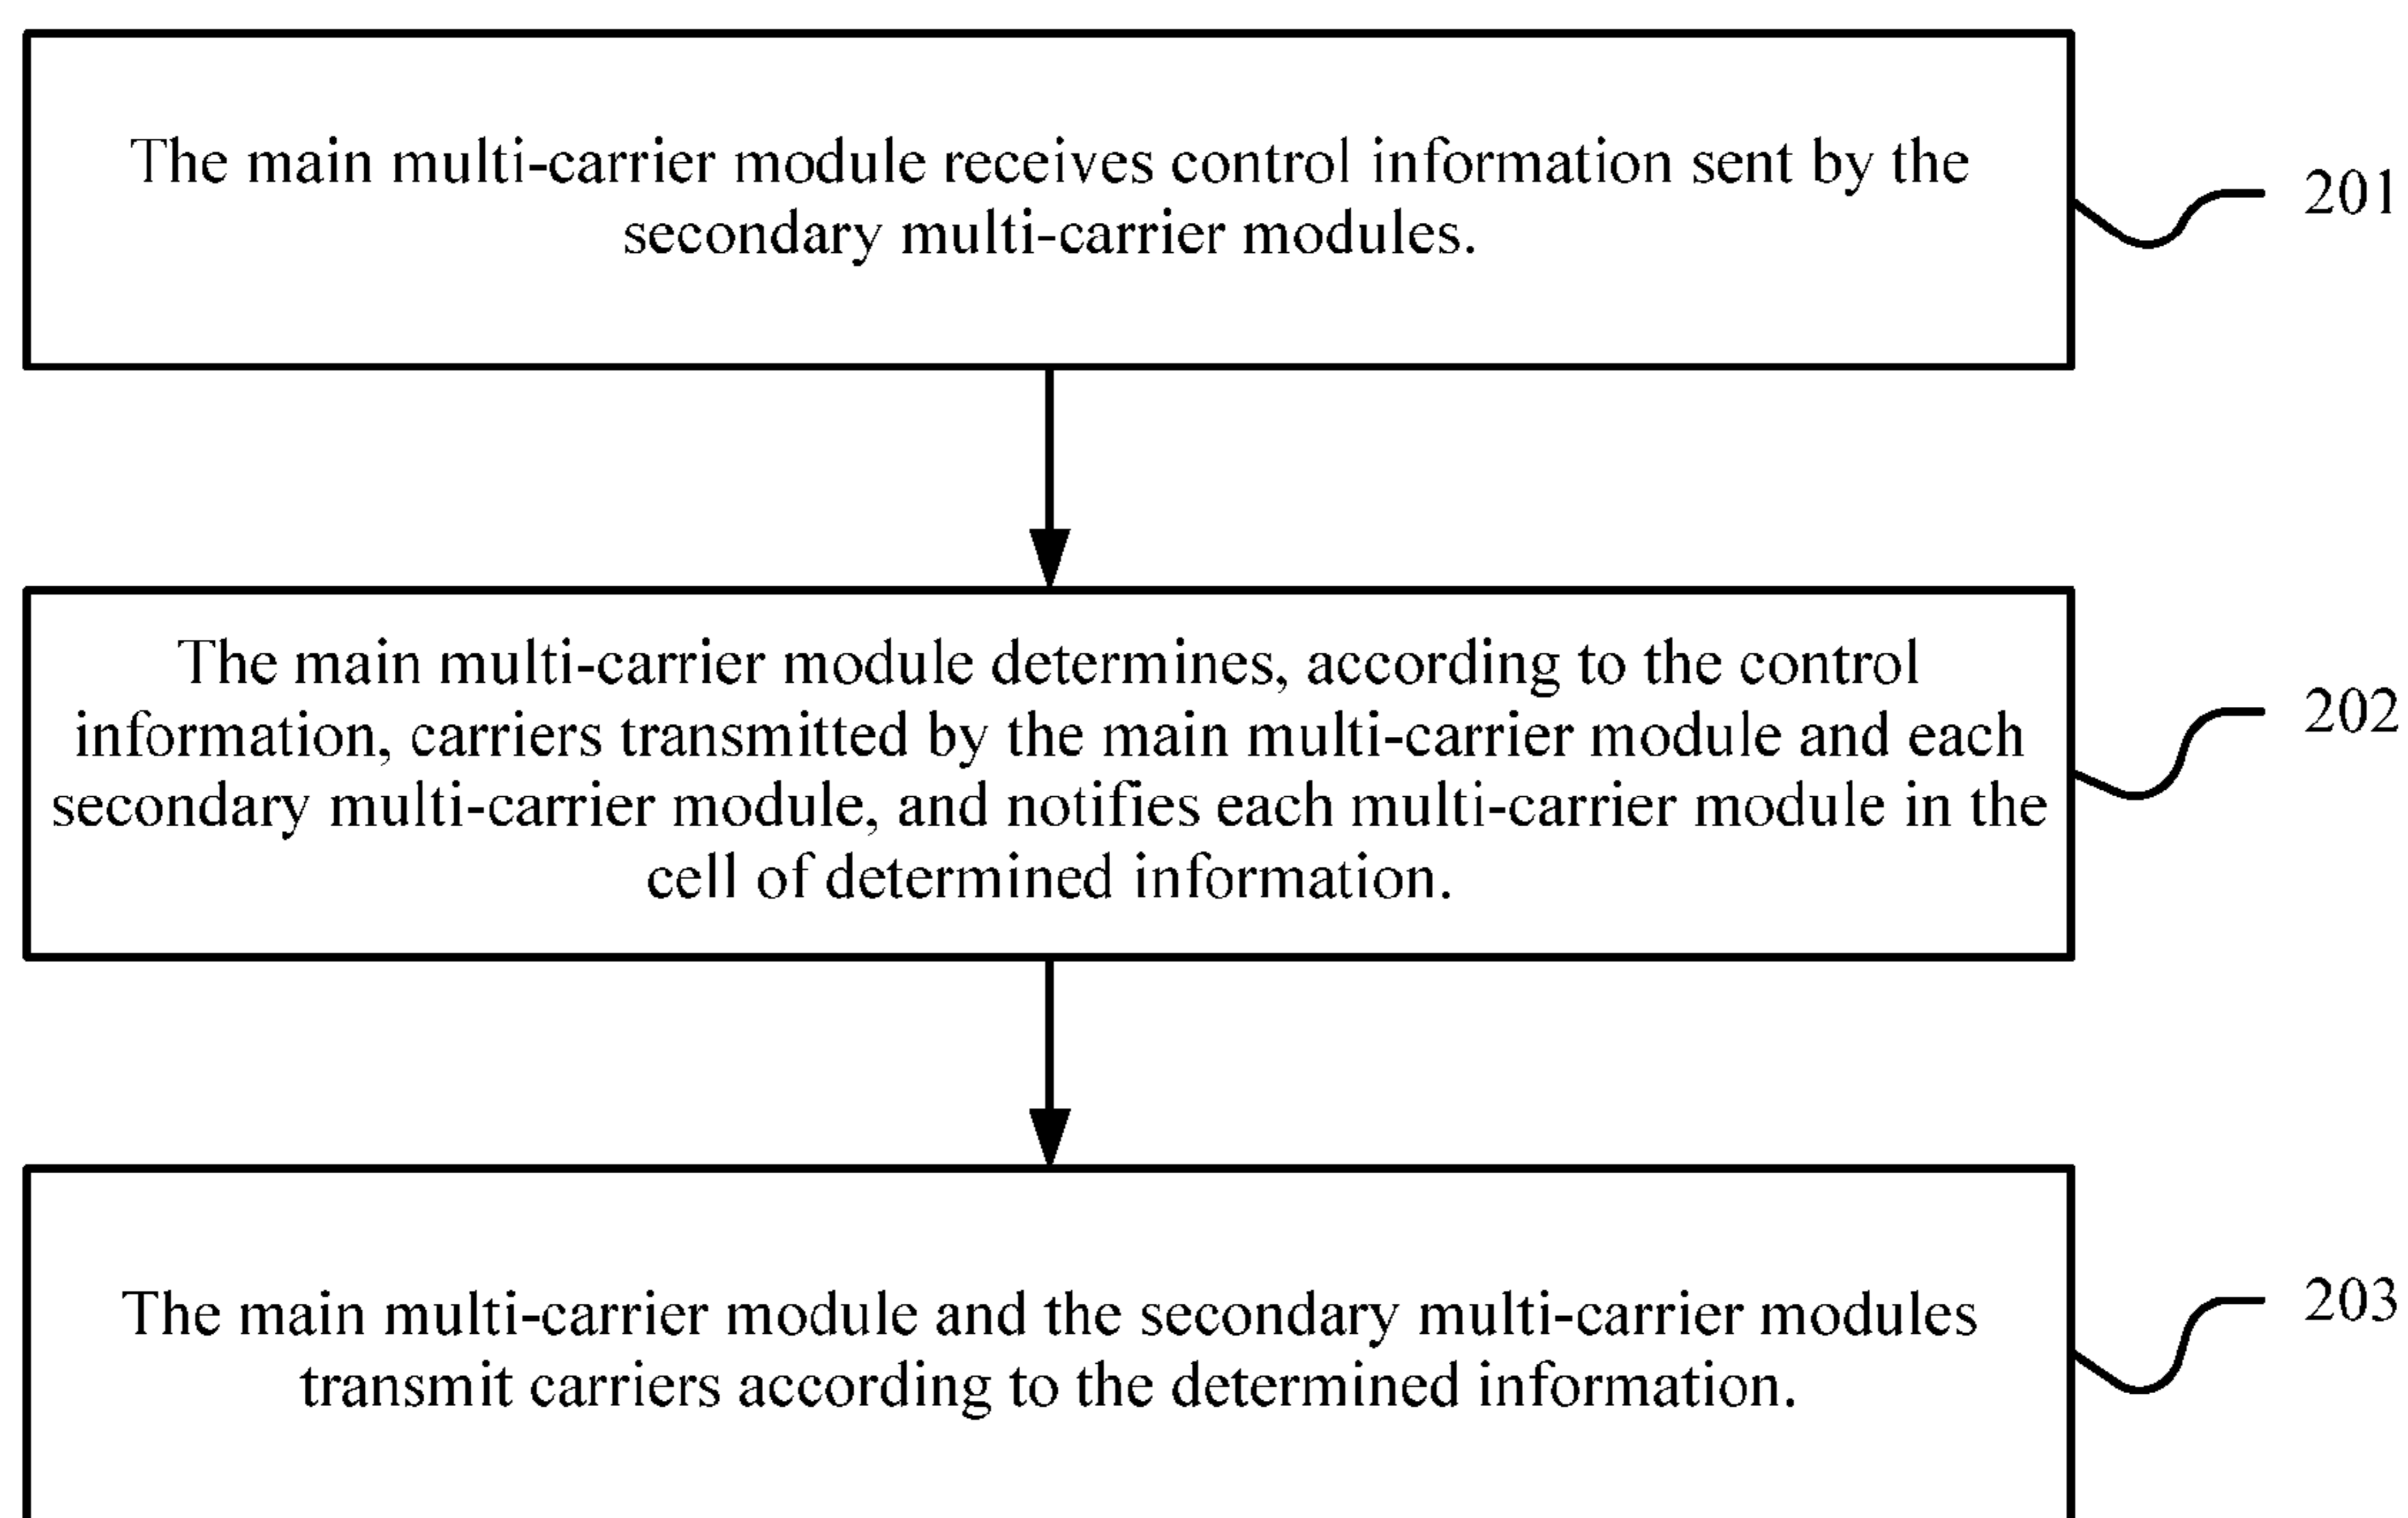 The main multi-carrier module receives control information sent by the
secondary multi-carrier modules.
201
The main multi-carrier module determines, according to the control
information, carriers transmitted by the main multi-carrier module and each
secondary multi-carrier module, and notifies each multi-carrier module in the
cell of determined information.
202
The main multi-carrier module and the secondary multi-carrier modules
transmit carriers according to the determined information.
203